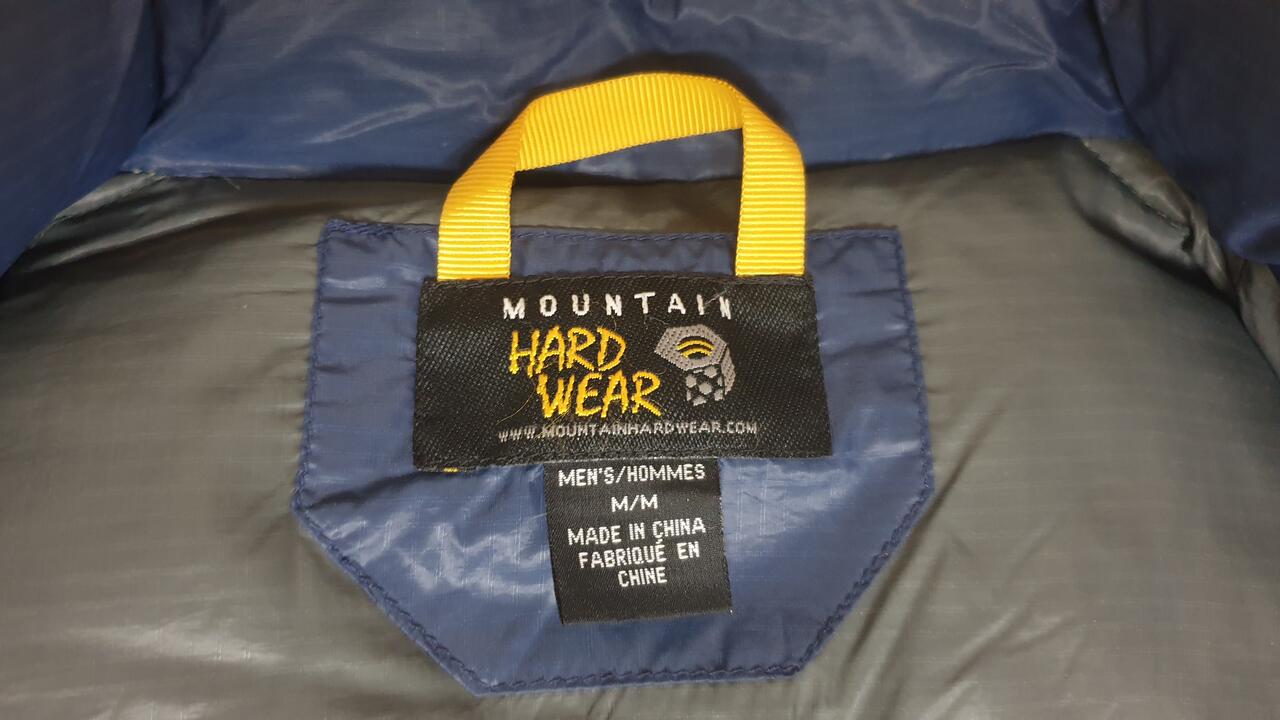 MOUNTAIN
HARD
WEAR
WWW.MOUNTAINHARDWEAR.COM
MEN'S/HOMMES
M/M
MADE IN CHINA
FABRIQUÉ EN
CHINE